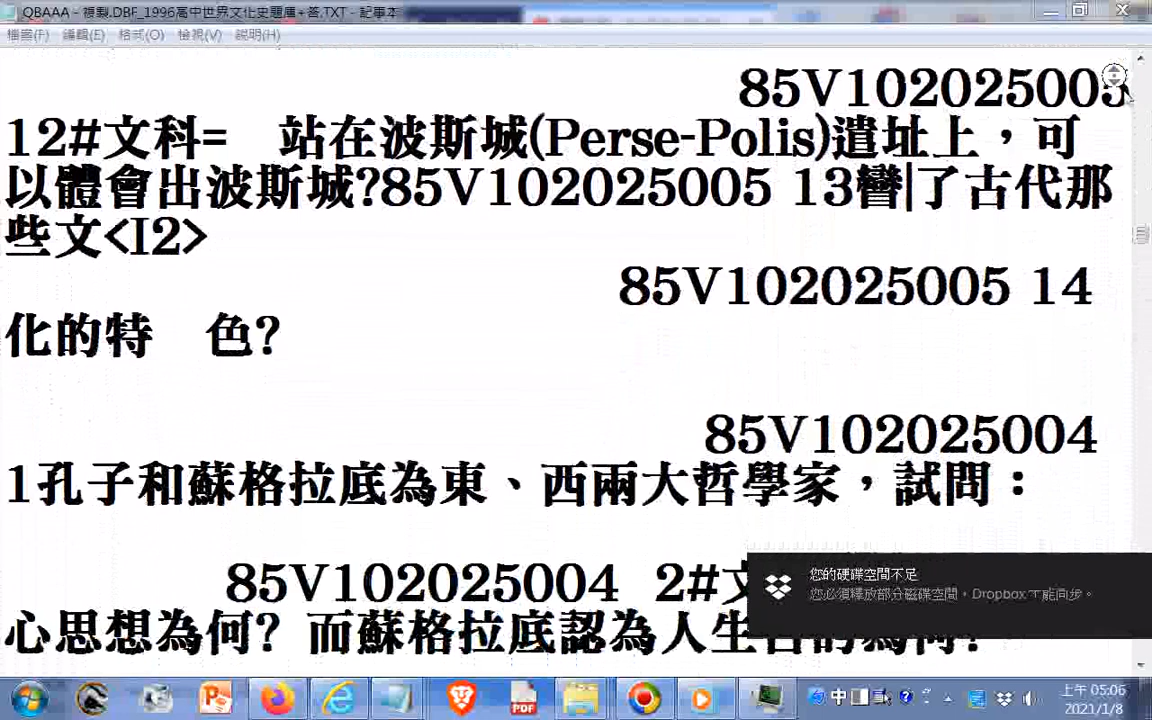 QBAAA - 複製.DBF_1996高中世界文化史題庫+答.TXT - 記事本
檔案(F) 編輯(E) 格式(O) 檢視(V) 說明(H)
85V102025005
12#文科= 站在波斯城(Perse-Polis)遺址上，可
以體會出波斯城?85V102025005 13彎了古代那
些文<I2>
85V102025005 14
化的特 色?
85V102025004
1孔子和蘇格拉底為東、西兩大哲學家，試問：
85V102025004 2#文
心思想為何? 而蘇格拉底認為人生目的為何?
您的硬碟空間不足
您必須釋放部分磁碟空間，Dropbox 才能同步。
中
上午 05:06
2021/1/8